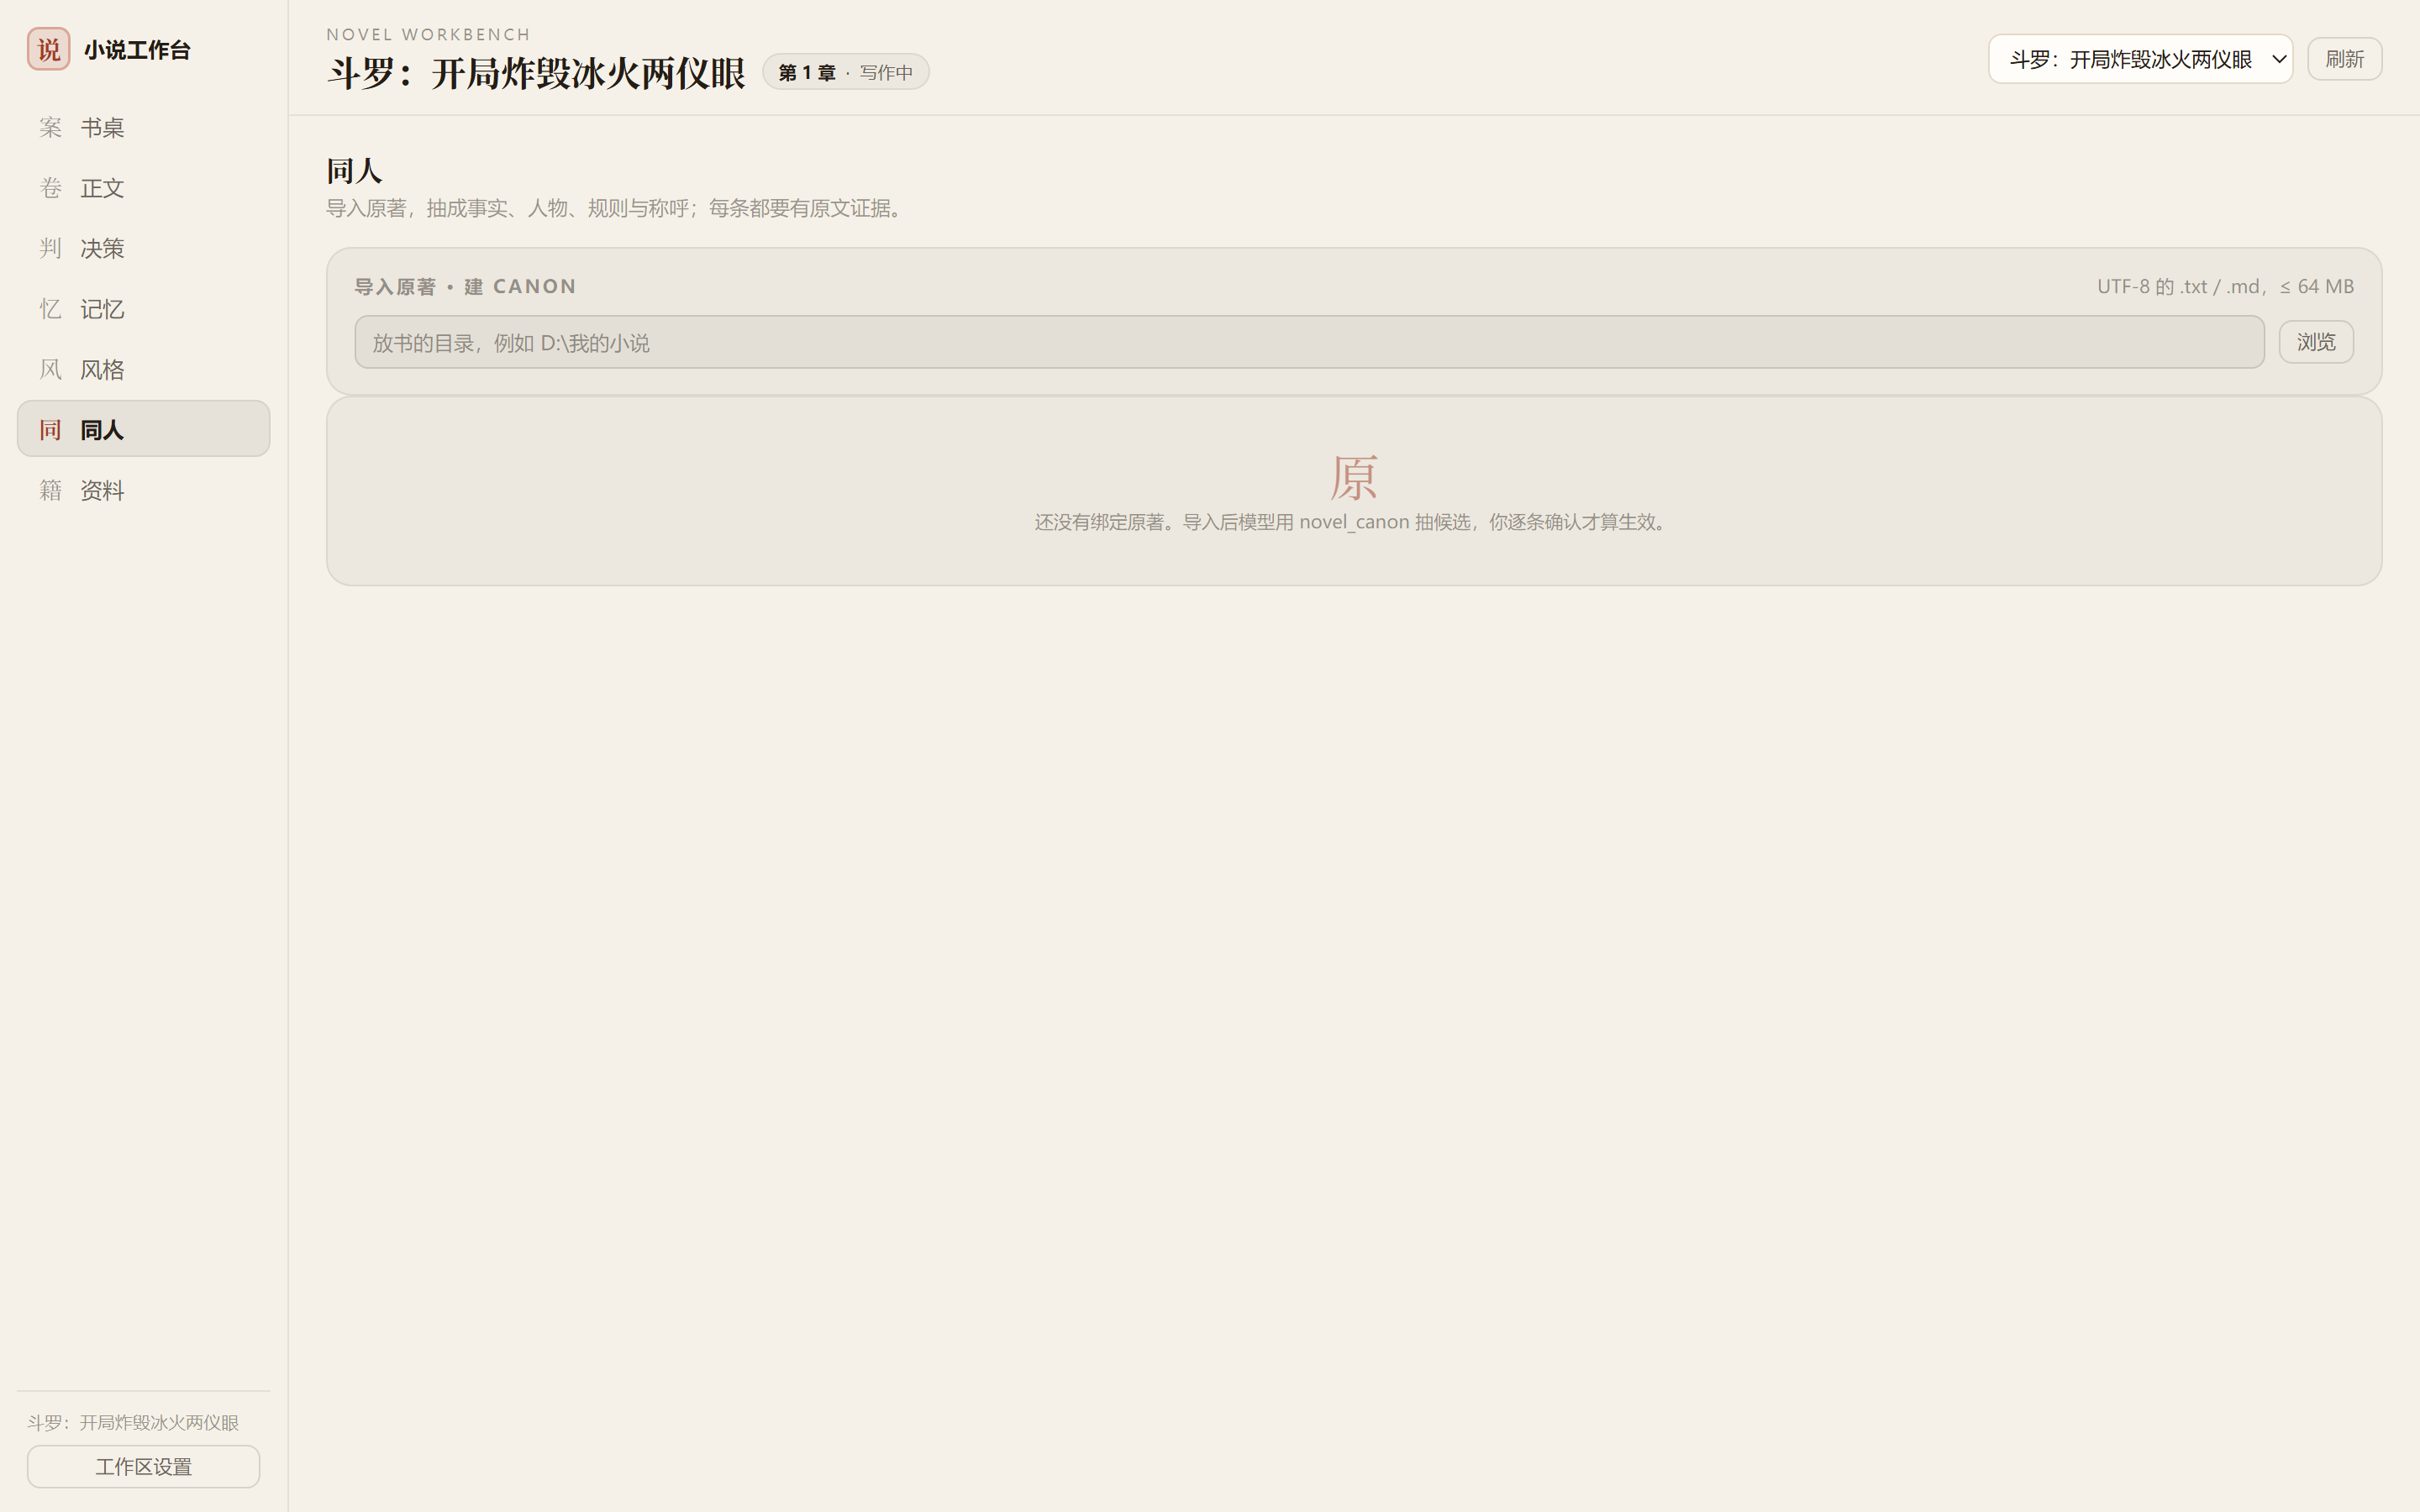 说 小说工作台
案 书桌
卷 正文
判 决策
忆 记忆
风 风格
同 同人
籍 资料
斗罗：开局炸毁冰火两仪眼
工作区设置
NOVEL WORKBENCH
斗罗：开局炸毁冰火两仪眼 第 1 章 · 写作中
斗罗：开局炸毁冰火两仪眼 刷新
同人
导入原著，抽成事实、人物、规则与称呼；每条都要有原文证据。
导入原著 • 建 CANON UTF-8 的 .txt / .md，≤ 64 MB
放书的目录，例如 D:\我的小说 浏览
原
还没有绑定原著。导入后模型用 novel_canon 抽候选，你逐条确认才算生效。